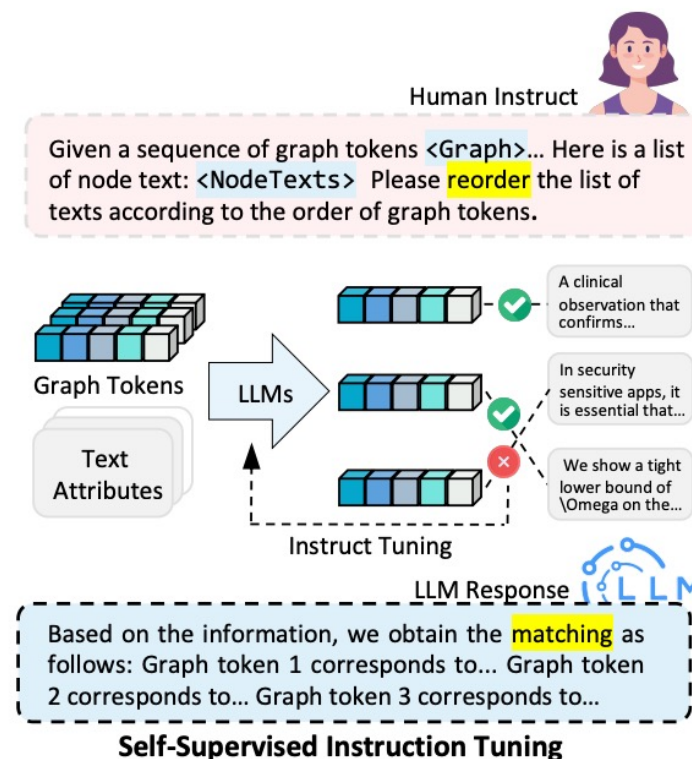 Human Instruct
Given a sequence of graph tokens <Graph>… Here is a list
of node text: <NodeTexts> Please reorder the list of
texts according to the order of graph tokens.
A clinical
observation that
confirms…
Graph Tokens
LLMs
In security
sensitive apps, it
is essential that…
Text
Attributes
We show a tight
lower bound of
\Omega on the…
Instruct Tuning
LLM Response
LLM
Based on the information, we obtain the matching as
follows: Graph token 1 corresponds to… Graph token
2 corresponds to… Graph token 3 corresponds to…
Self-Supervised Instruction Tuning